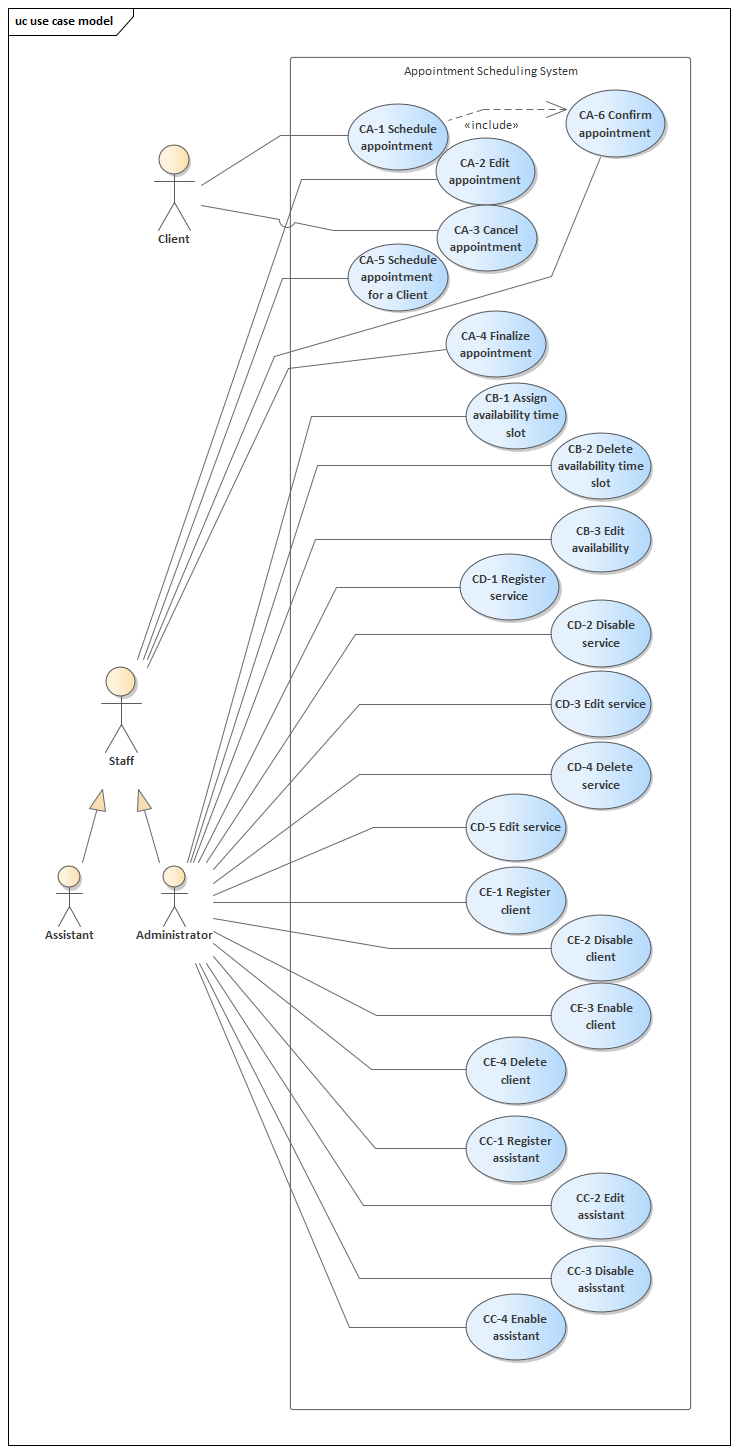 uc use case model
Appointment Scheduling System
CA-1 Schedule
appointment
«include»
CA-6 Confirm
appointment
CA-2 Edit
appointment
Client
CA-3 Cancel
appointment
CA-5 Schedule
appointment
for a Client
CA-4 Finalize
appointment
CB-1 Assign
availability time
slot
CB-2 Delete
availability time
slot
CB-3 Edit
availability
CD-1 Register
service
CD-2 Disable
service
CD-3 Edit service
Staff
CD-4 Delete
service
CD-5 Edit service
CE-1 Register
client
Assistant
Administrator
CE-2 Disable
client
CE-3 Enable
client
CE-4 Delete
client
CC-1 Register
assistant
CC-2 Edit
assistant
CC-3 Disable
asisstant
CC-4 Enable
assistant